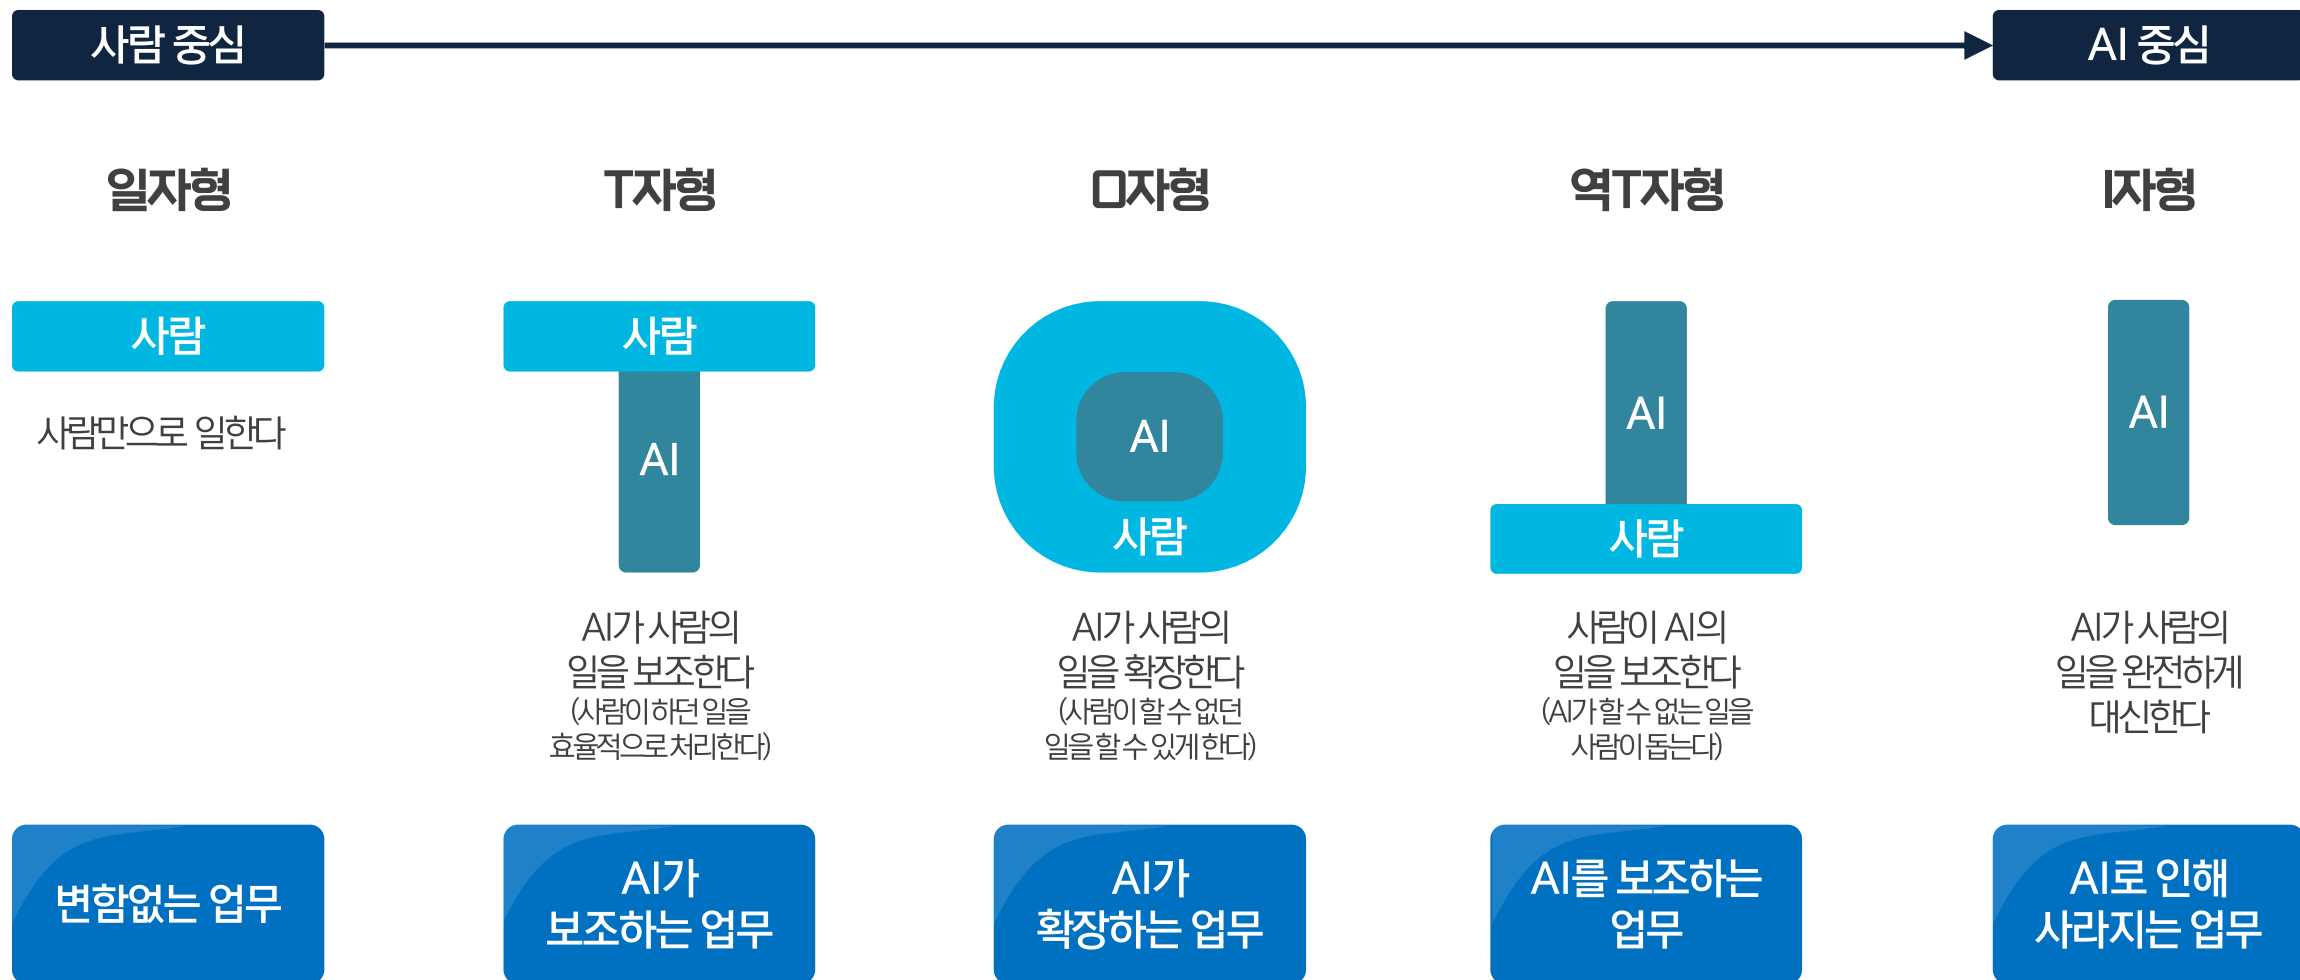 사람 중심
AI 중심
일자형
T자형
ㅁ자형
역T자형
I자형
사람
사람만으로 일한다
사람
AI
AI가 사람의
일을 보조한다
(사람이 하던 일을
효율적으로 처리한다)
AI
사람
AI가 사람의
일을 확장한다
(사람이 할 수 없던
일을 할 수 있게 한다)
AI
사람
사람이 AI의
일을 보조한다
(AI가 할 수 없는 일을
사람이 돕는다)
AI
AI가 사람의
일을 완전하게
대신한다
변함없는 업무
AI가
보조하는 업무
AI가
확장하는 업무
AI를 보조하는
업무
AI로 인해
사라지는 업무